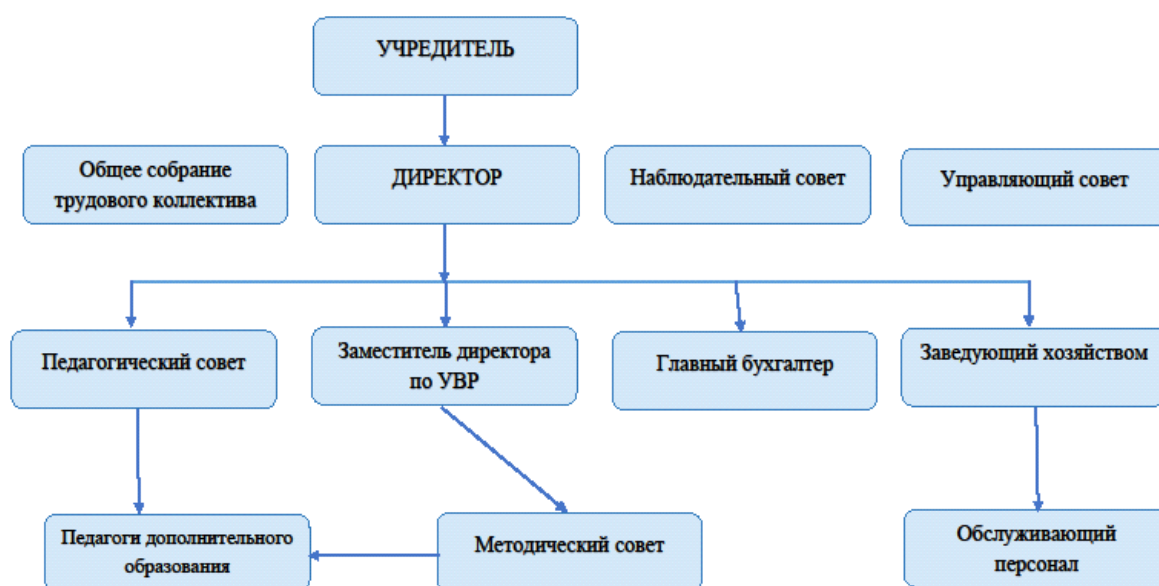 УЧРЕДИТЕЛЬ
Общее собрание
трудового коллектива
ДИРЕКТОР
Наблюдательный совет
Управляющий совет
Педагогический совет
Заместитель директора
по УВР
Главный бухгалтер
Заведующий хозяйством
Педагоги дополнительного
образования
Методический совет
Обслуживающий
персонал